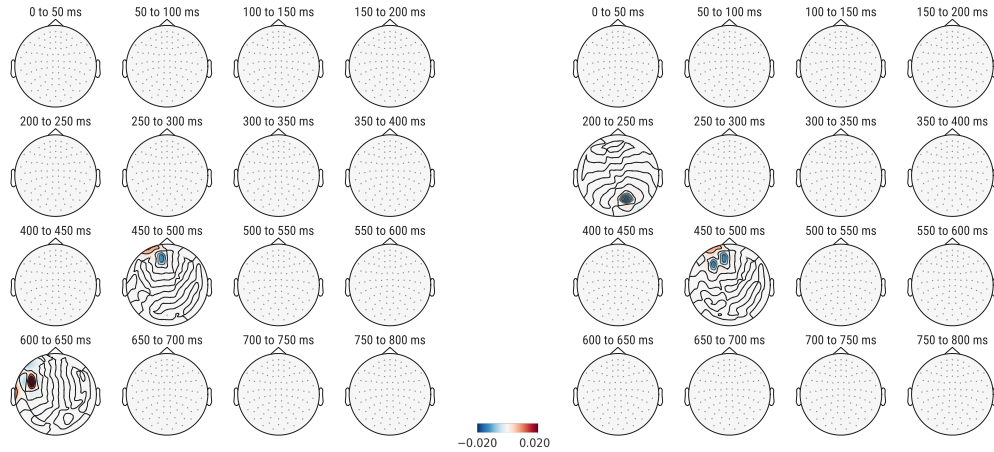 0 to 50 ms 50 to 100 ms 100 to 150 ms 150 to 200 ms 0 to 50 ms 50 to 100 ms 100 to 150 ms 150 to 200 ms
200 to 250 ms 250 to 300 ms 300 to 350 ms 350 to 400 ms 200 to 250 ms 250 to 300 ms 300 to 350 ms 350 to 400 ms
400 to 450 ms 450 to 500 ms 500 to 550 ms 550 to 600 ms 400 to 450 ms 450 to 500 ms 500 to 550 ms 550 to 600 ms
600 to 650 ms 650 to 700 ms 700 to 750 ms 750 to 800 ms 600 to 650 ms 650 to 700 ms 700 to 750 ms 750 to 800 ms
−0.020 0.020